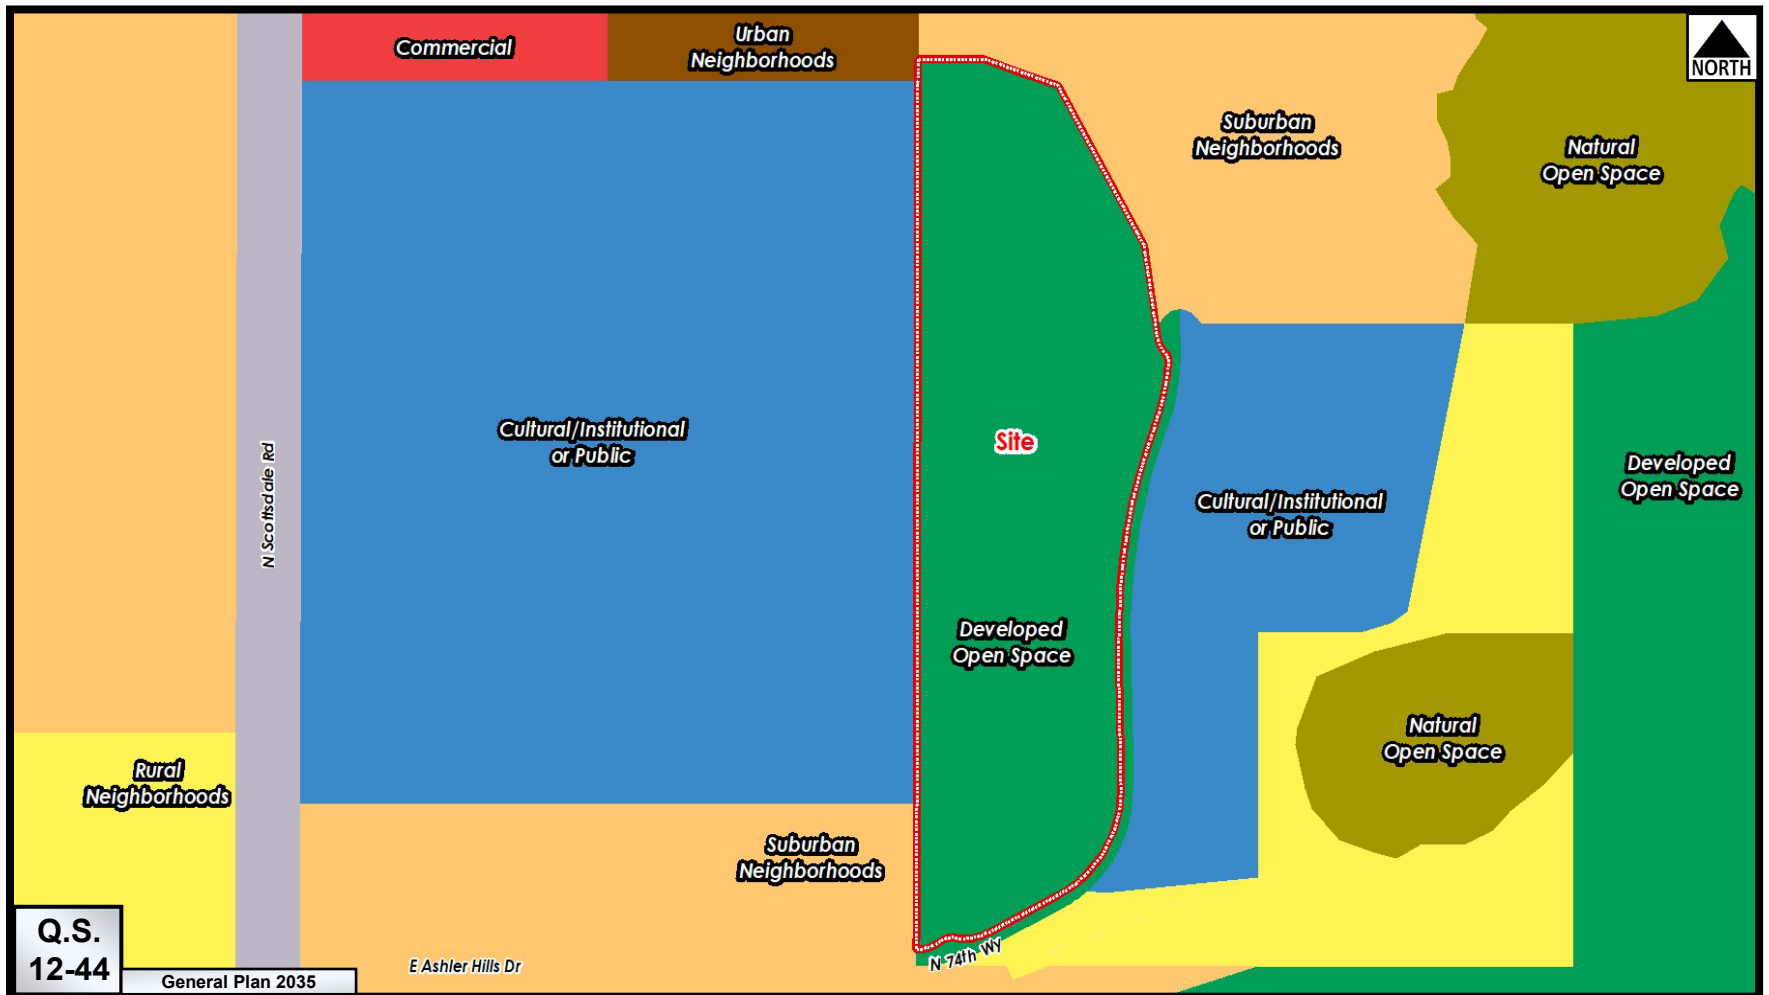 Commercial
Urban
Neighborhoods
NORTH
Suburban
Neighborhoods
Natural
Open Space
Cultural/Institutional
or Public
Site
N Scottsdale Rd
Developed
Open Space
Cultural/Institutional
or Public
Developed
Open Space
Natural
Open Space
Rural
Neighborhoods
Suburban
Neighborhoods
Q.S.
12-44
General Plan 2035
E Ashler Hills Dr
N 74th Wy